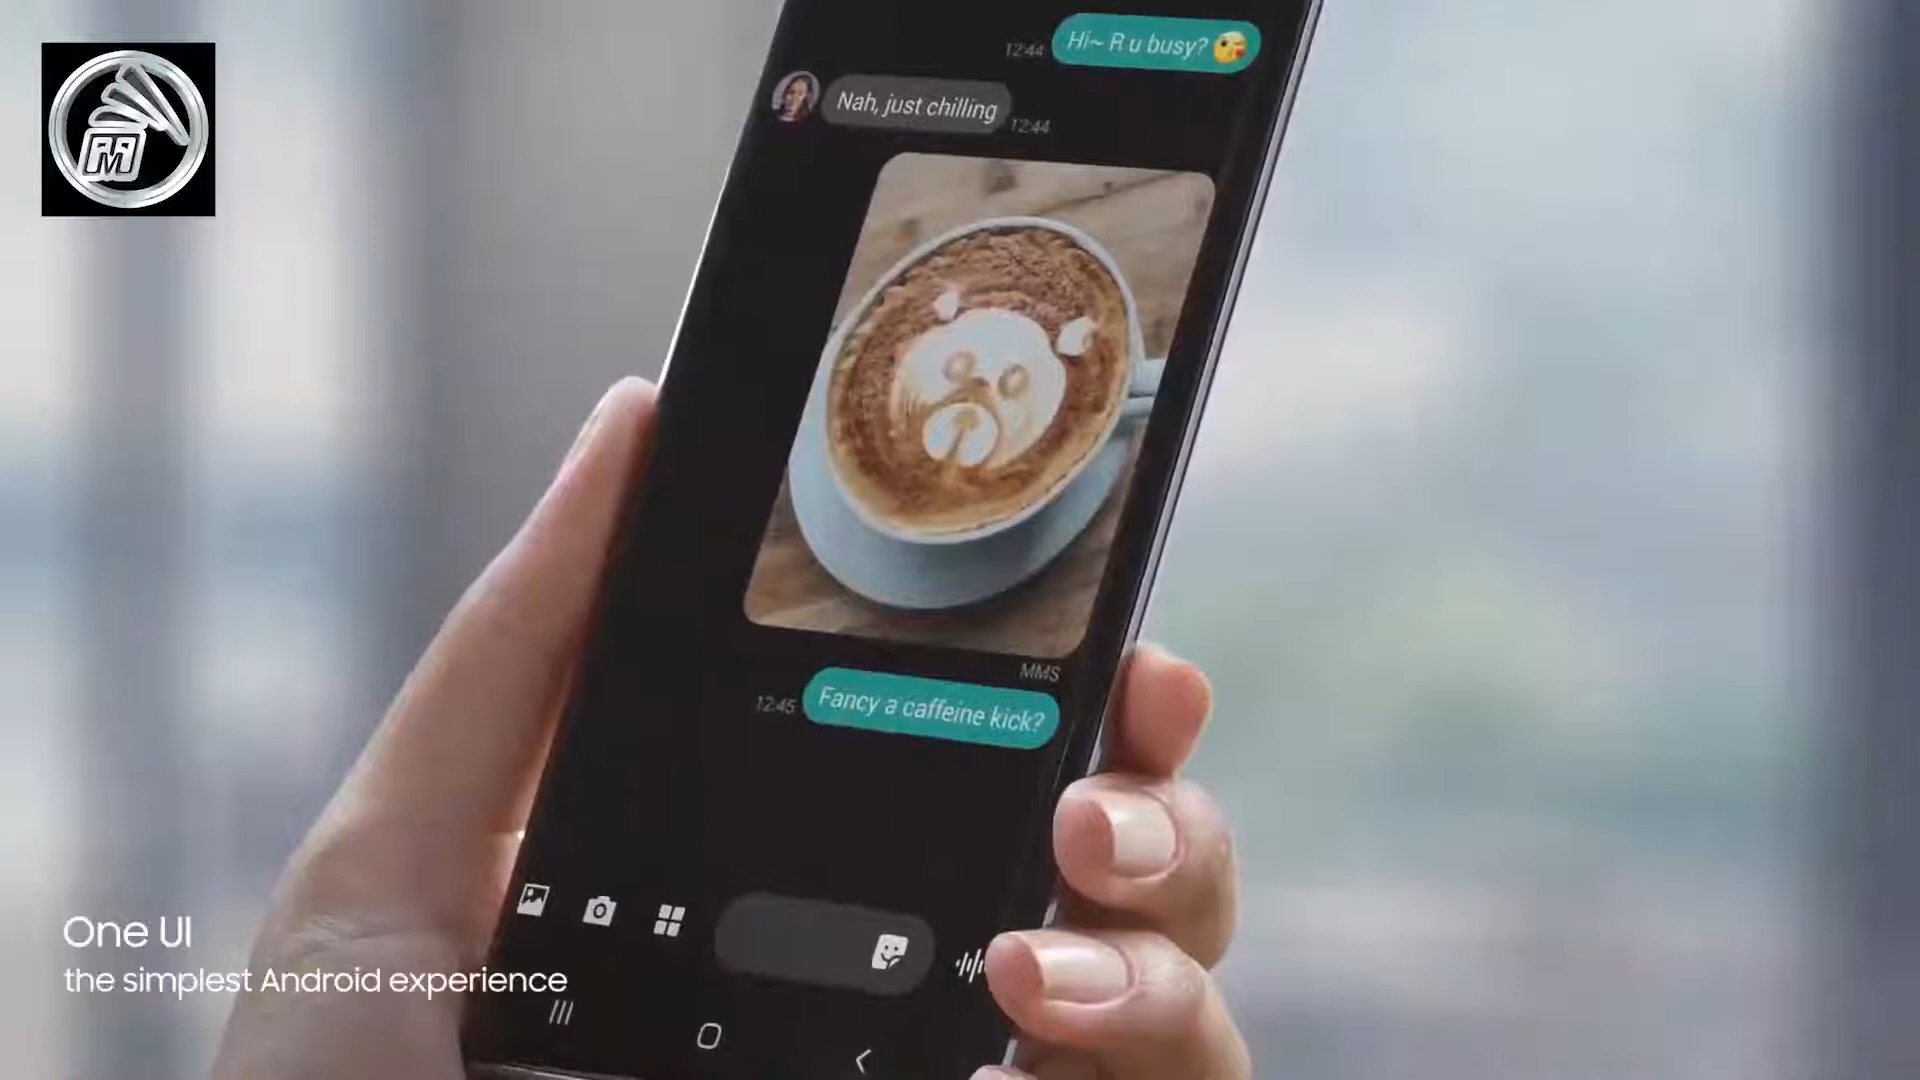 Hi~ R u busy? 😘
12:44
Nah, just chilling
12:44
MMS
Fancy a caffeine kick?
12:45
One UI
the simplest Android experience